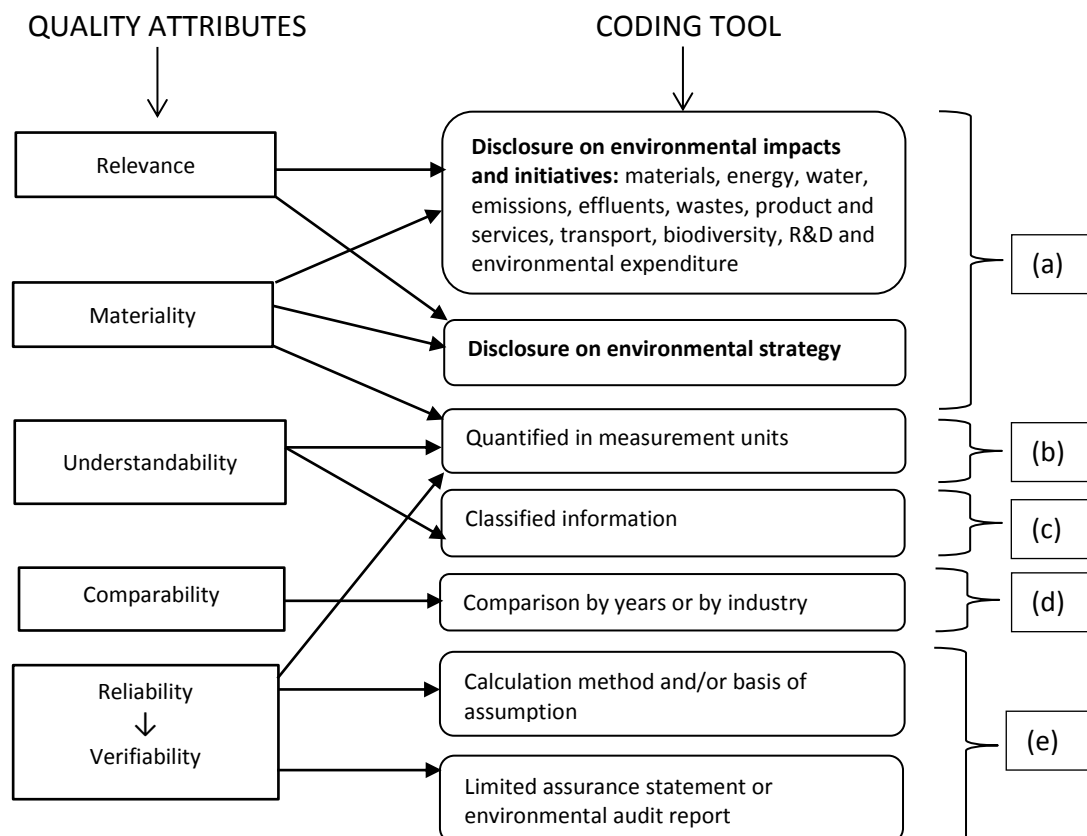 QUALITY ATTRIBUTES
CODING TOOL
Relevance
Disclosure on environmental impacts
and initiatives: materials, energy, water,
emissions, effluents, wastes, product and
services, transport, biodiversity, R&D and
environmental expenditure
(a)
Materiality
Disclosure on environmental strategy
Understandability
Quantified in measurement units
(b)
Classified information
(c)
Comparability
Comparison by years or by industry
(d)
Reliability
Verifiability
Calculation method and/or basis of
assumption
(e)
Limited assurance statement or
environmental audit report